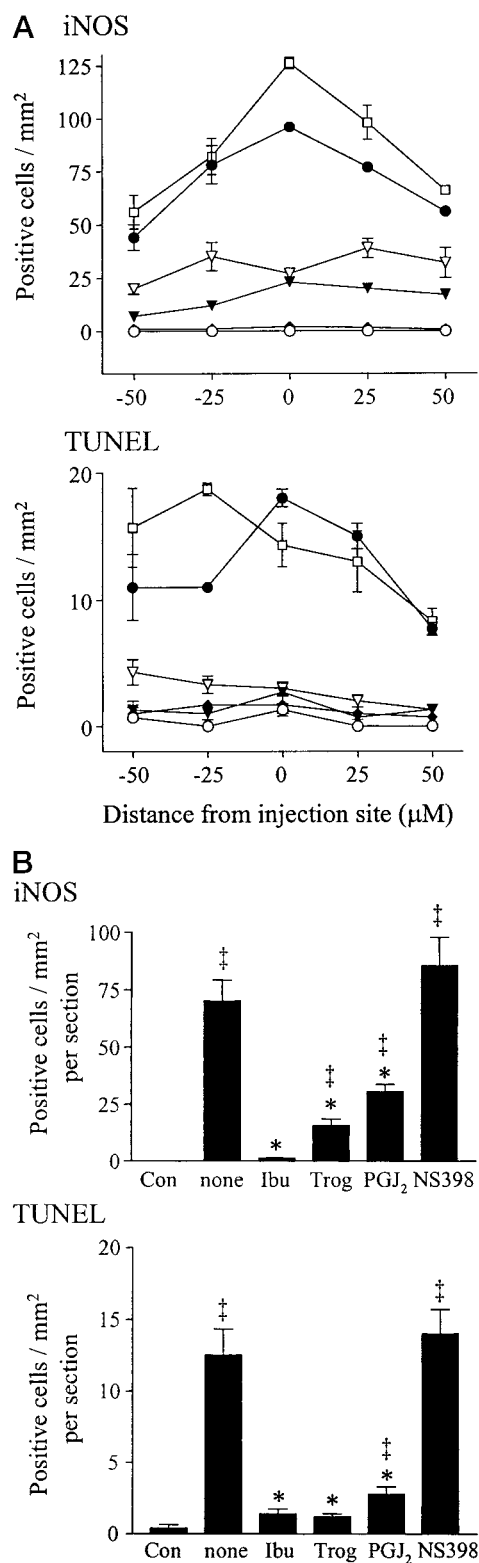 A iNOS
Positive cells / mm²
125
100
75
50
25
0
-50 -25 0 25 50
TUNEL
Positive cells / mm²
20
10
0
-50 -25 0 25 50
Distance from injection site (μM)
B
iNOS
Positive cells / mm²
per section
100
75
50
25
0
‡ * ‡ * ‡ * ‡
Con none Ibu Trog PGJ₂ NS398
TUNEL
Positive cells / mm²
per section
20
15
10
5
0
‡ * * ‡ * ‡
Con none Ibu Trog PGJ₂ NS398